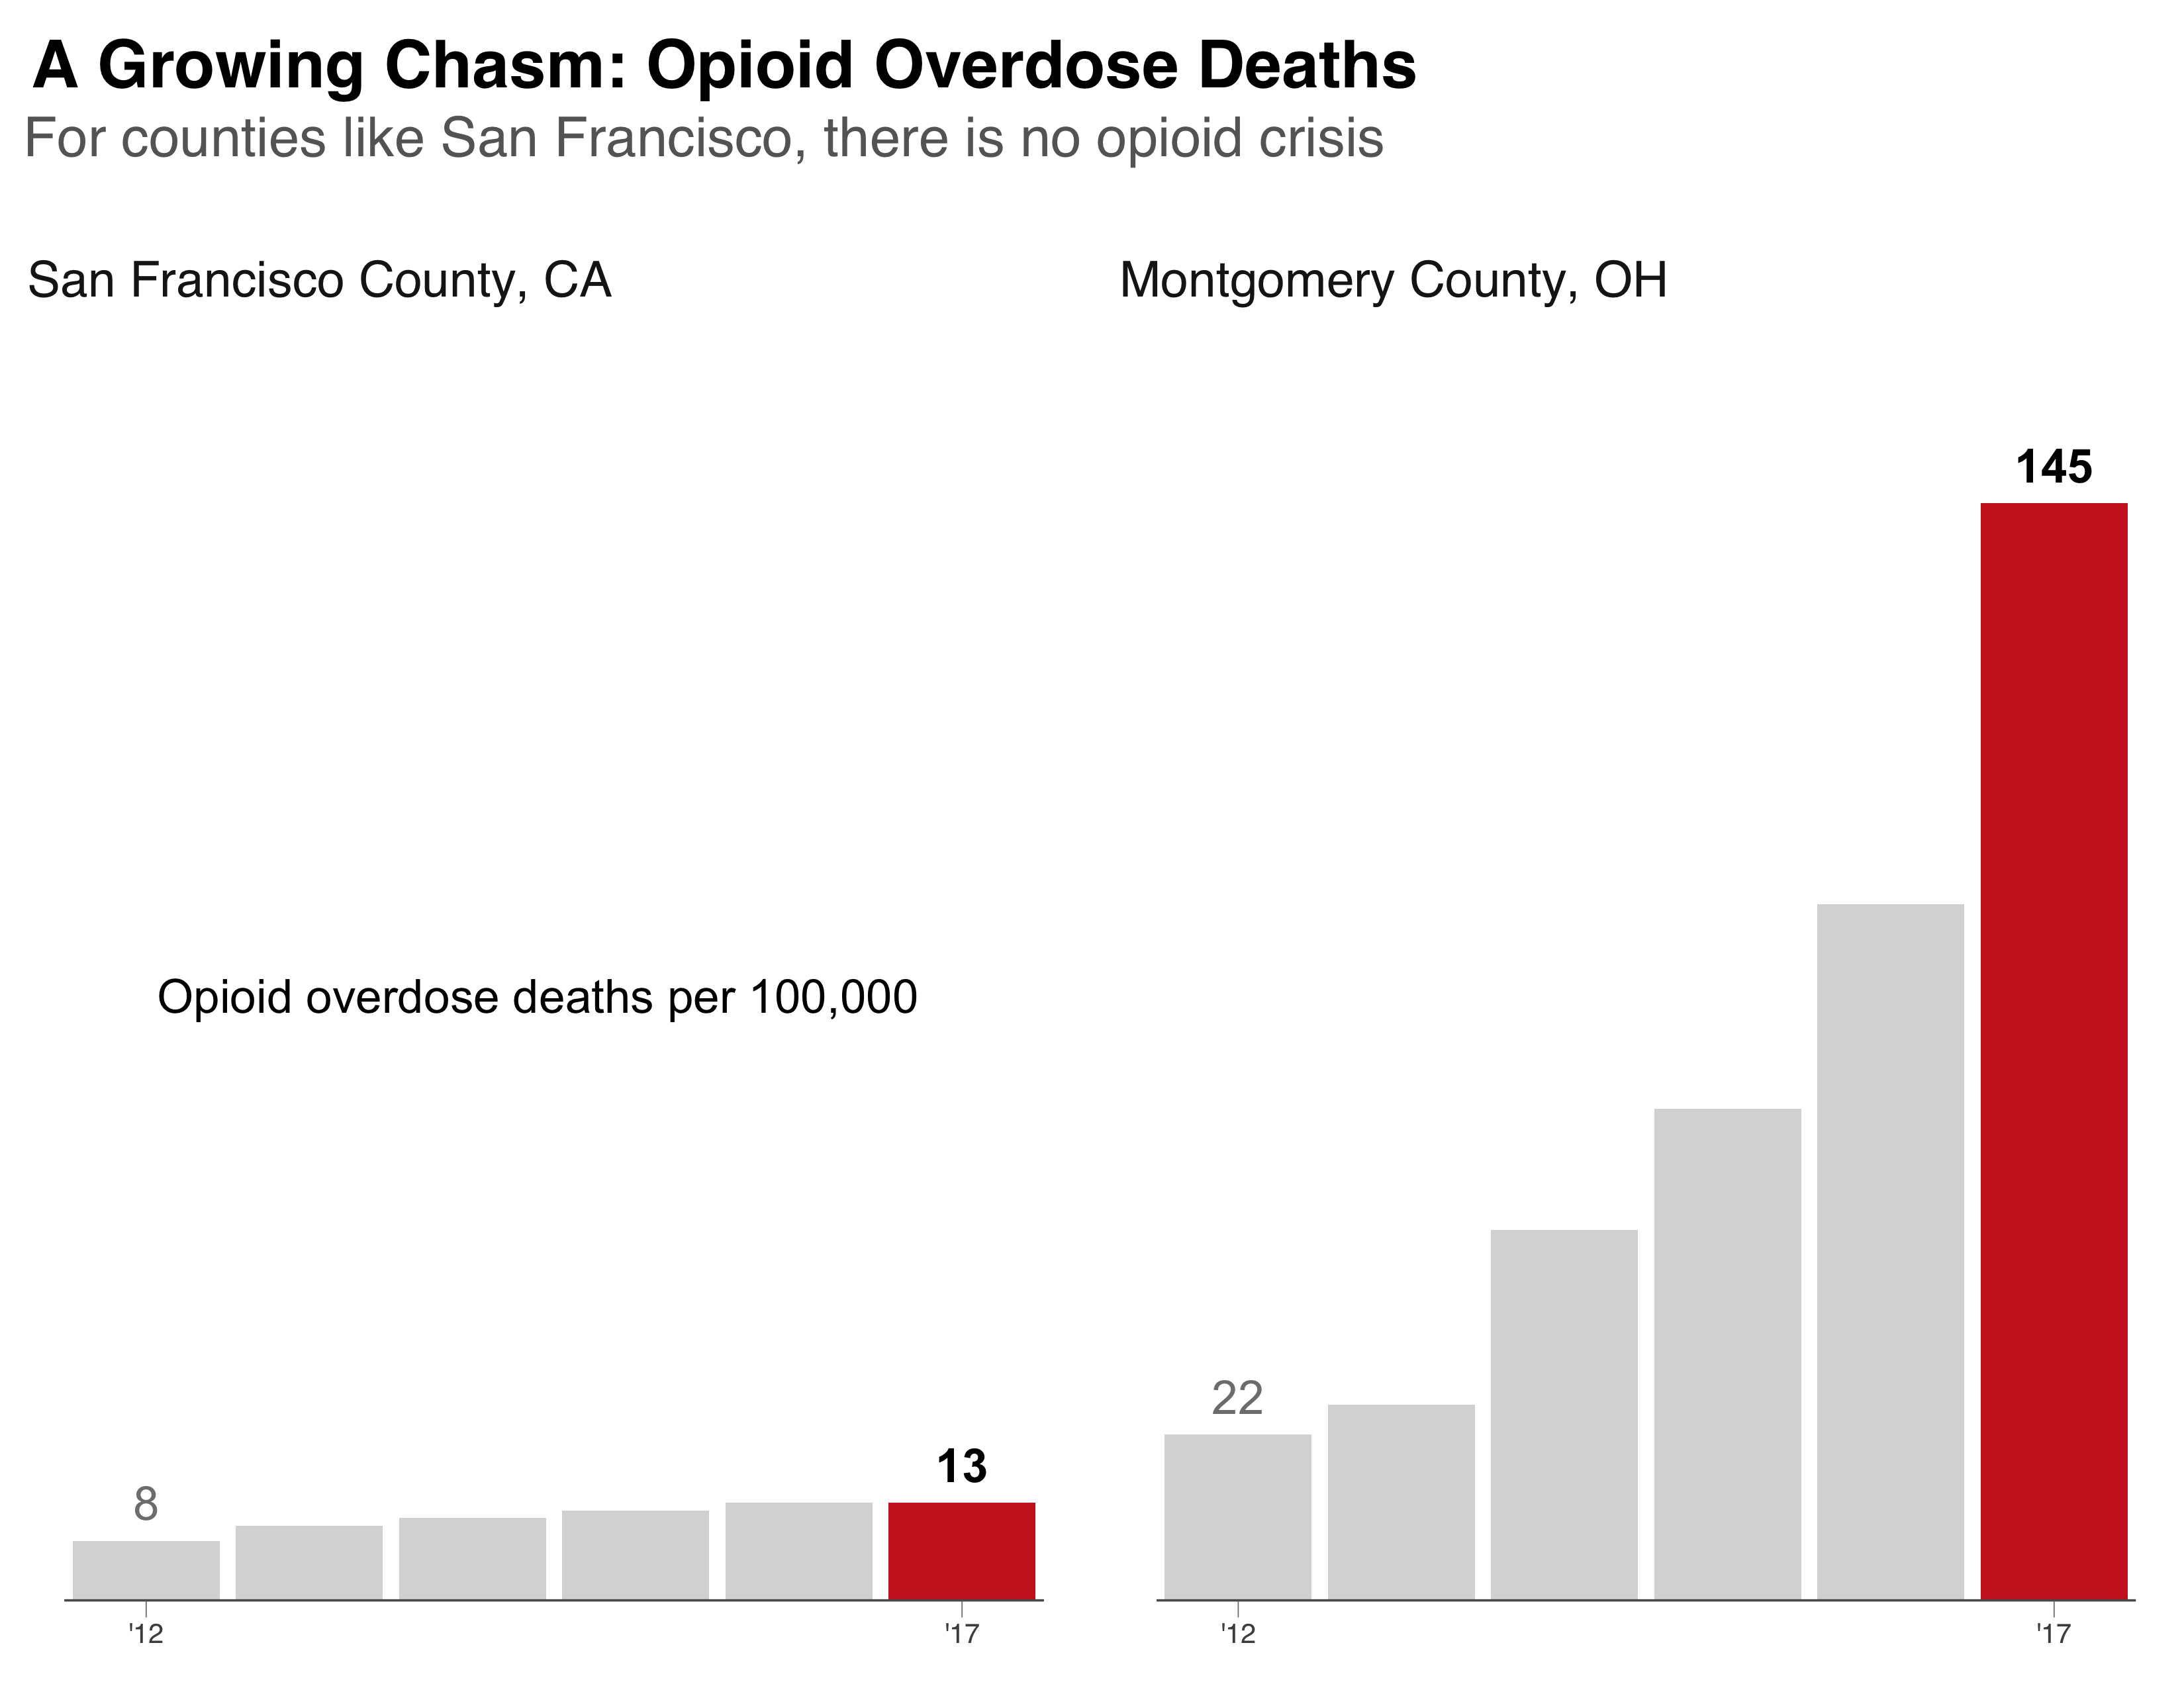 A Growing Chasm: Opioid Overdose Deaths
For counties like San Francisco, there is no opioid crisis
San Francisco County, CA
Montgomery County, OH
145
Opioid overdose deaths per 100,000
22
13
8
'12
'17
'12
'17